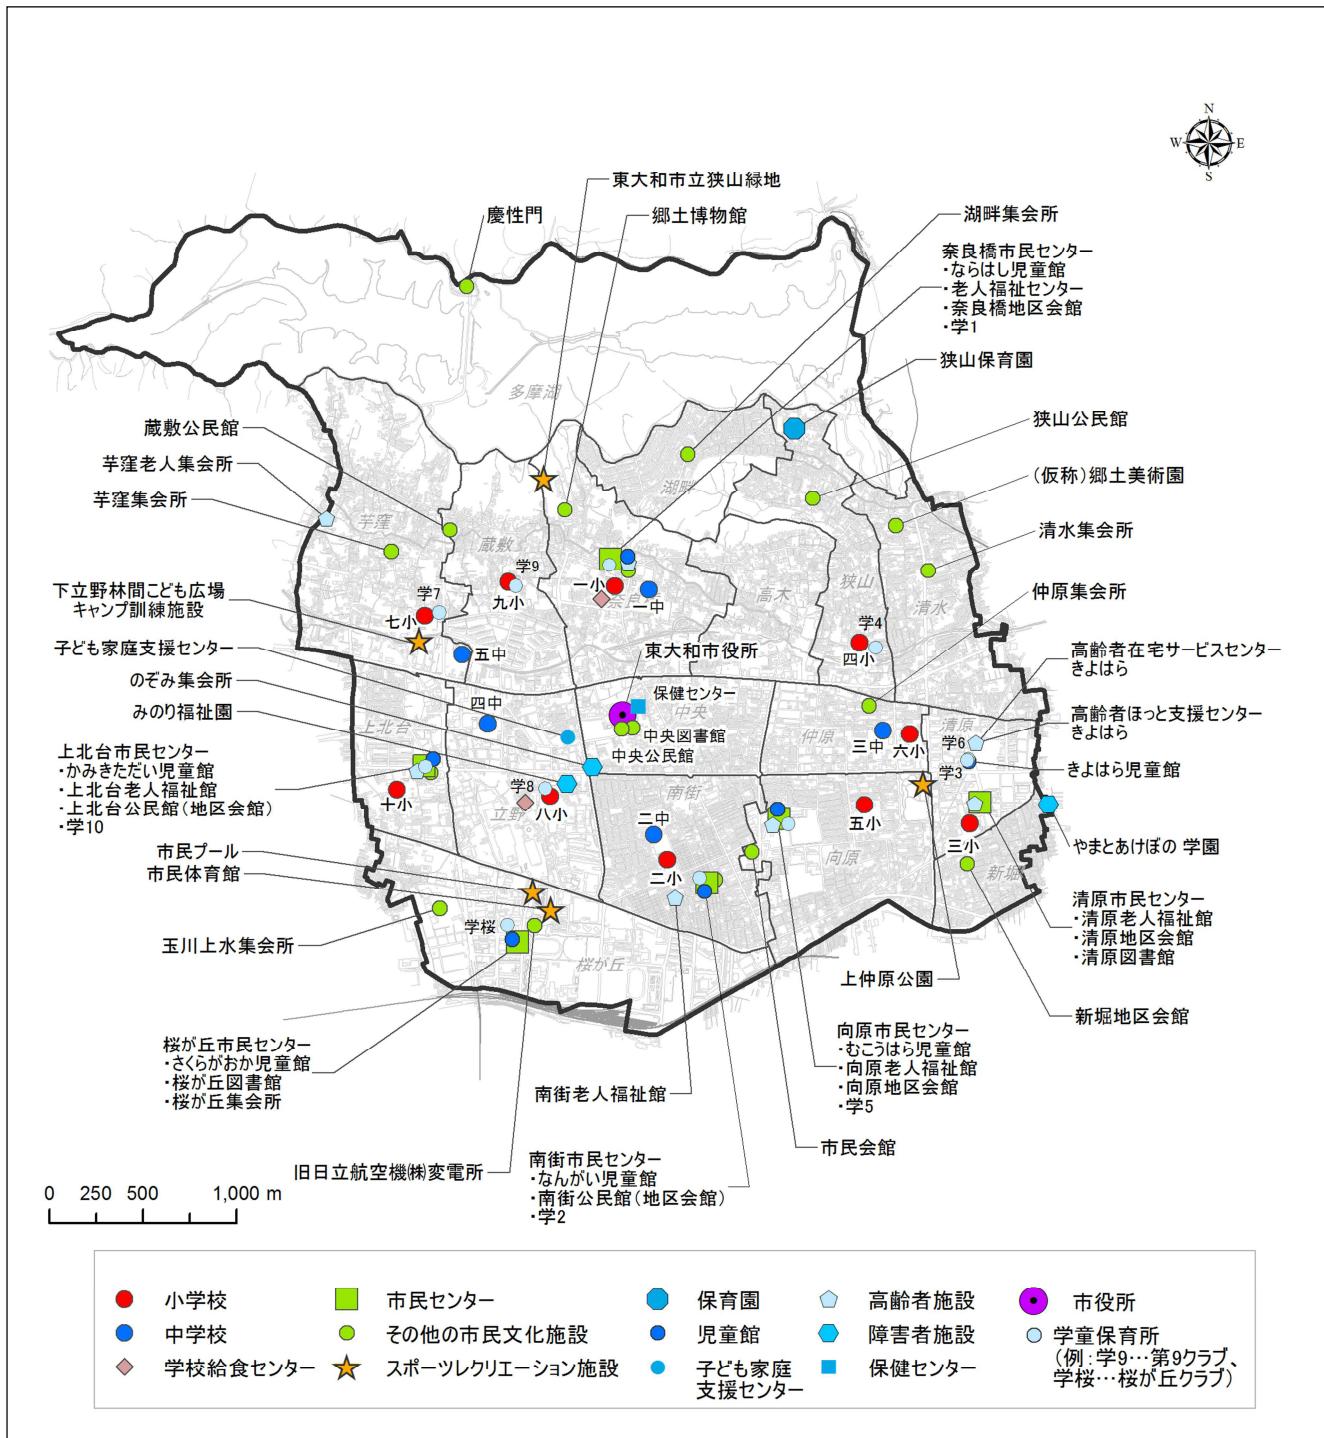 N
W E
S
東大和市立狭山緑地
慶性門
郷土博物館
湖畔集会所
奈良橋市民センター
・ならはし児童館
・老人福祉センター
・奈良橋地区会館
・学1
狭山保育園
多摩湖
蔵敷公民館
狭山公民館
芋窪老人集会所
(仮称)郷土美術園
芋窪集会所
湖畔
芋窪
蔵敷
清水集会所
学9
下立野林間こども広場
キャンプ訓練施設
九小
一小
奈良橋
一中
高木
狭山
清水
仲原集会所
学7
七小
学4
四小
子ども家庭支援センター
五中
東大和市役所
高齢者在宅サービスセンター
きよはら
のぞみ集会所
保健センター
みのり福祉園
四中
中央
上北台
中央図書館
仲原
三中
六小
清原
高齢者ほっと支援センター
きよはら
中央公民館
学6
上北台市民センター
・かみきただい児童館
・上北台老人福祉館
・上北台公民館(地区会館)
・学10
学3
きよはら児童館
十小
学8
立野
八小
南街
二中
五小
三小
やまとあけぼの 学園
市民プール
市民体育館
二小
向原
新堀
清原市民センター
・清原老人福祉館
・清原地区会館
・清原図書館
玉川上水集会所
学桜
桜が丘
上仲原公園
新堀地区会館
桜が丘市民センター
・さくらがおか児童館
・桜が丘図書館
・桜が丘集会所
向原市民センター
・むこうはら児童館
・向原老人福祉館
・向原地区会館
・学5
南街老人福祉館
市民会館
旧日立航空機(株)変電所
南街市民センター
・なんがい児童館
・南街公民館(地区会館)
・学2
0 250 500 1,000 m
小学校
市民センター
保育園
高齢者施設
市役所
中学校
その他の市民文化施設
児童館
障害者施設
学童保育所
(例:学9…第9クラブ、
学桜…桜が丘クラブ)
学校給食センター
スポーツレクリエーション施設
子ども家庭
支援センター
保健センター